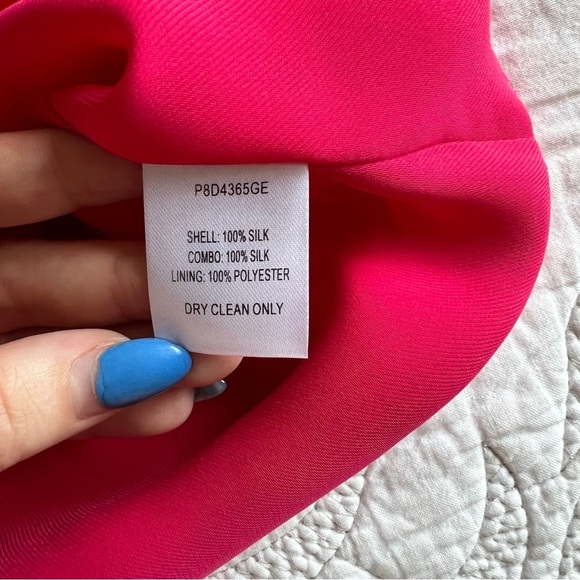 P8D4365GE
SHELL: 100% SILK
COMBO: 100% SILK
LINING: 100% POLYESTER
DRY CLEAN ONLY